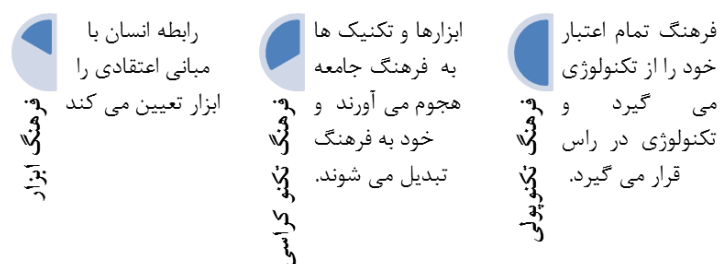 فرهنگ تمام اعتبار
خود را از تکنولوژی
می گیرد و
تکنولوژی در راس
قرار می گیرد.
فرهنگ تکنوپولی
ابزارها و تکنیک ها
به فرهنگ جامعه
هجوم می آورند و
خود به فرهنگ
تبدیل می شوند.
فرهنگ تکنو کراسی
رابطه انسان با
مبانی اعتقادی را
ابزار تعیین می کند
فرهنگ ابزار